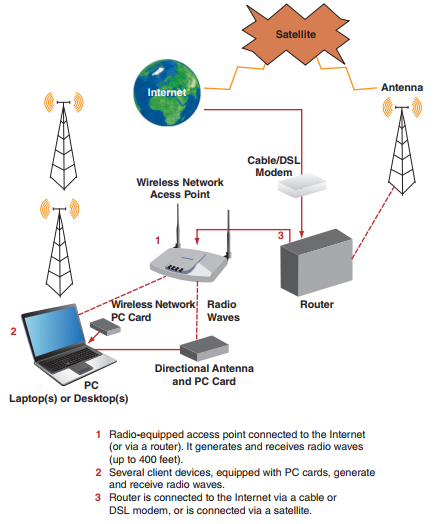 Satellite
Internet
Antenna
Cable/DSL
Modem
Wireless Network
Acess Point
1
3
Router
Wireless Network
PC Card
Radio
Waves
2
PC
Laptop(s) or Desktop(s)
Directional Antenna
and PC Card
1 Radio-equipped access point connected to the Internet
(or via a router). It generates and receives radio waves
(up to 400 feet).
2 Several client devices, equipped with PC cards, generate
and receive radio waves.
3 Router is connected to the Internet via a cable or
DSL modem, or is connected via a satellite.